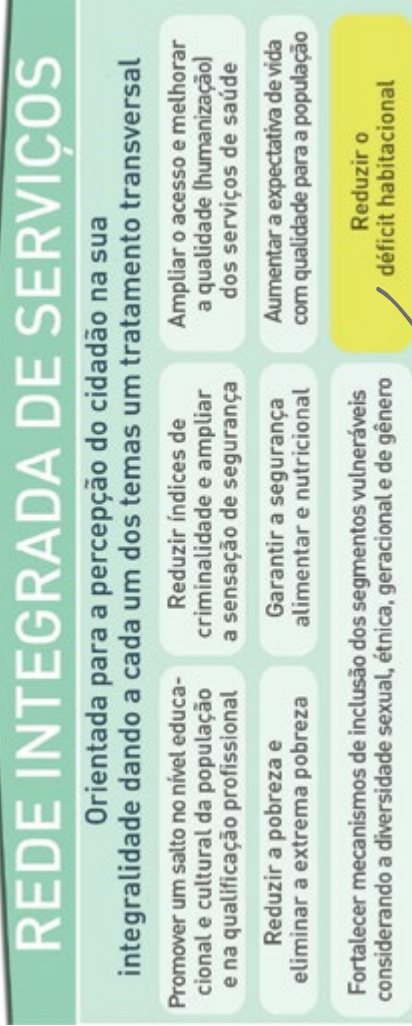 REDE INTEGRADA DE SERVIÇOS
Orientada para a percepção do cidadão na sua
integralidade dando a cada um dos temas um tratamento transversal
Promover um salto no nível educa-
cional e cultural da população
e na qualificação profissional
Reduzir índices de
criminalidade e ampliar
a sensação de segurança
Ampliar o acesso e melhorar
a qualidade (humanização)
dos serviços de saúde
Reduzir a pobreza e
eliminar a extrema pobreza
Garantir a segurança
alimentar e nutricional
Aumentar a expectativa de vida
com qualidade para a população
Fortalecer mecanismos de inclusão dos segmentos vulneráveis
considerando a diversidade sexual, étnica, geracional e de gênero
Reduzir o
déficit habitacional